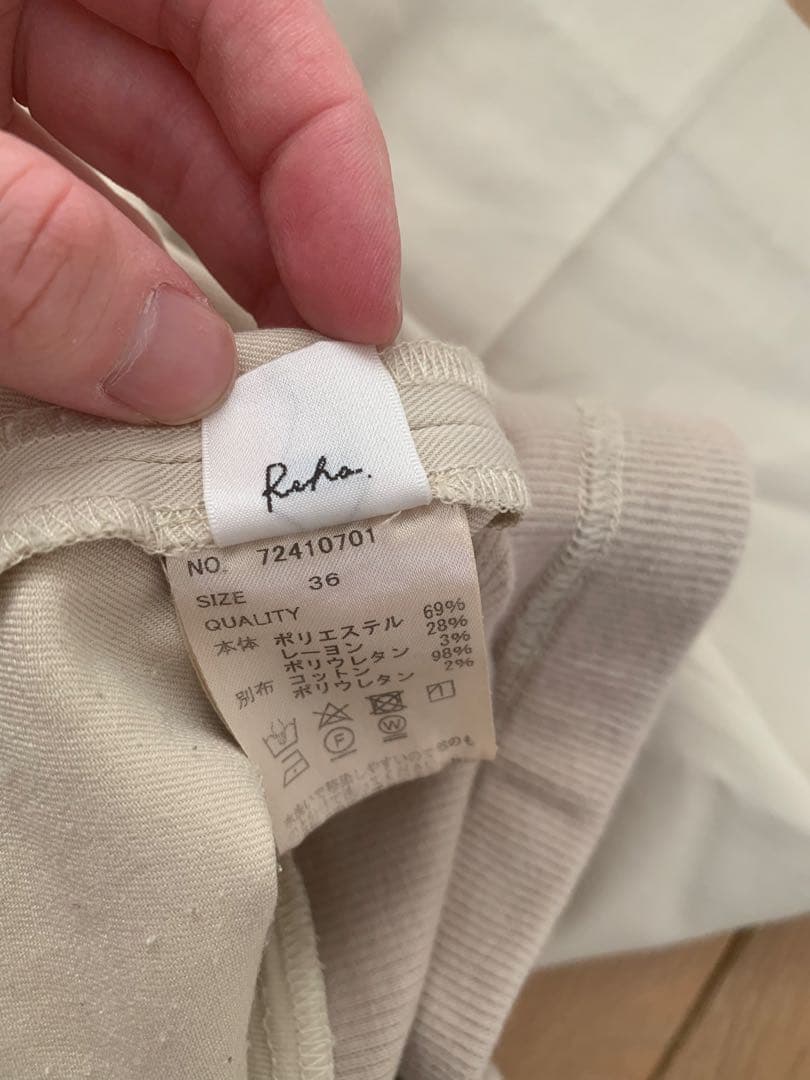 Reha.
NO. 72410701
SIZE 36
QUALITY
本体 ポリエステル 69%
レーヨン 28%
ポリウレタン 3%
別布 コットン 98%
ポリウレタン 2%
F W